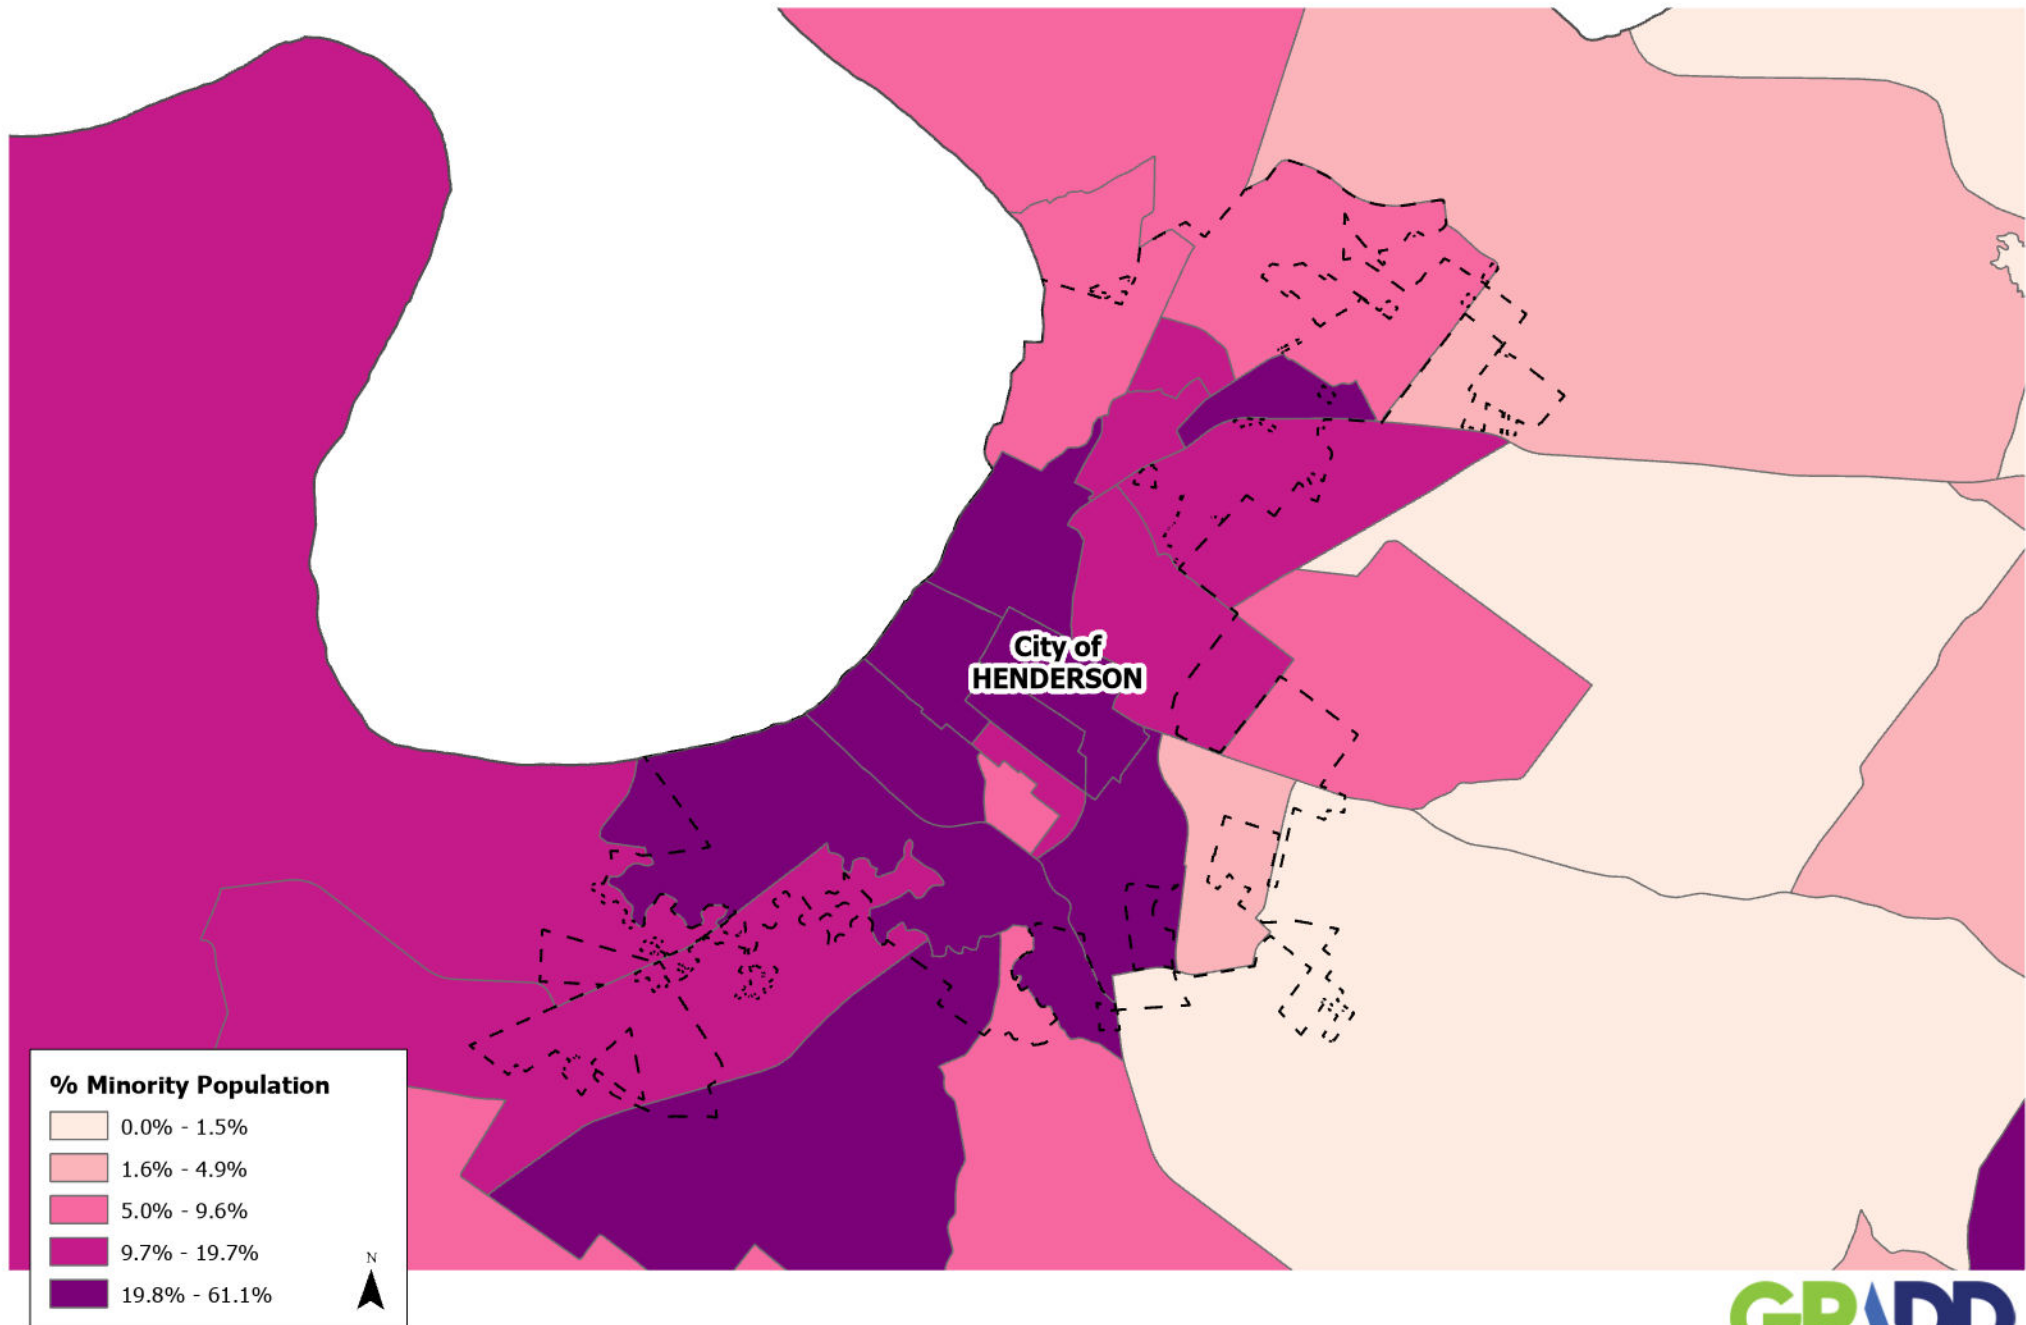 City of
HENDERSON
% Minority Population
0.0% - 1.5%
1.6% - 4.9%
5.0% - 9.6%
9.7% - 19.7%
19.8% - 61.1%
N
GRADD